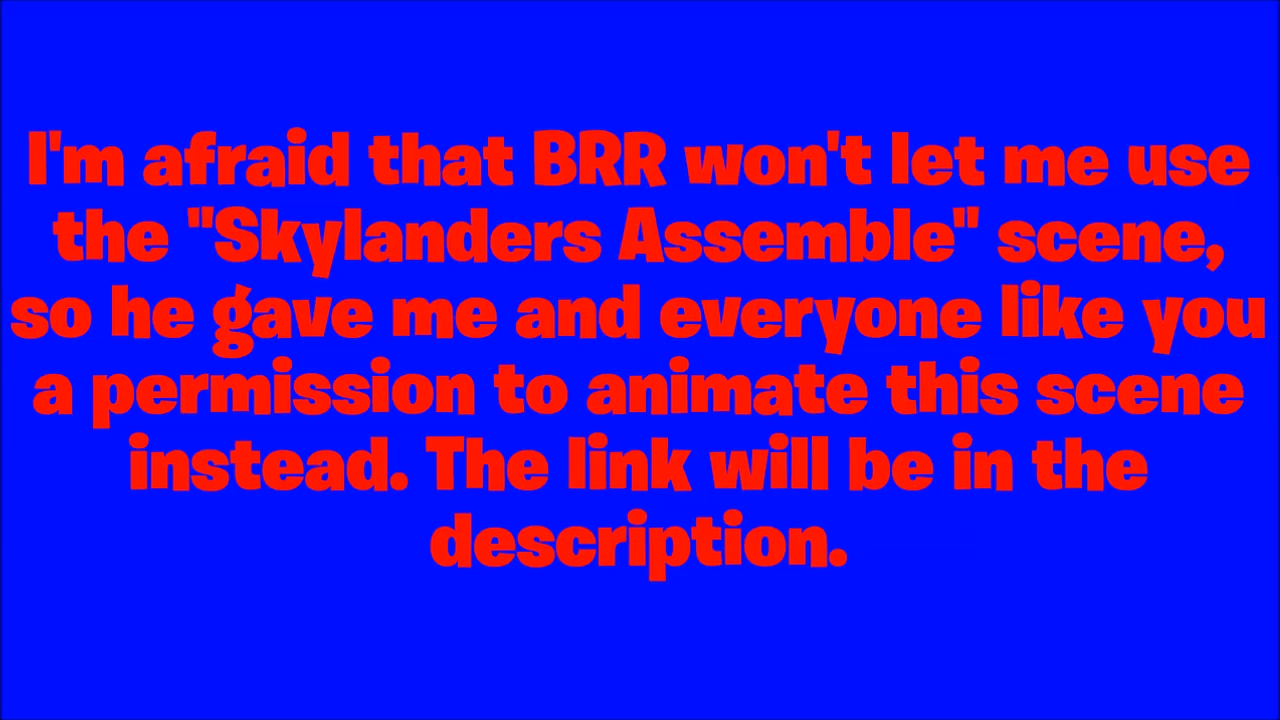 I'm afraid that BRR won't let me use
the "Skylanders Assemble" scene,
so he gave me and everyone like you
a permission to animate this scene
instead. The link will be in the
description.